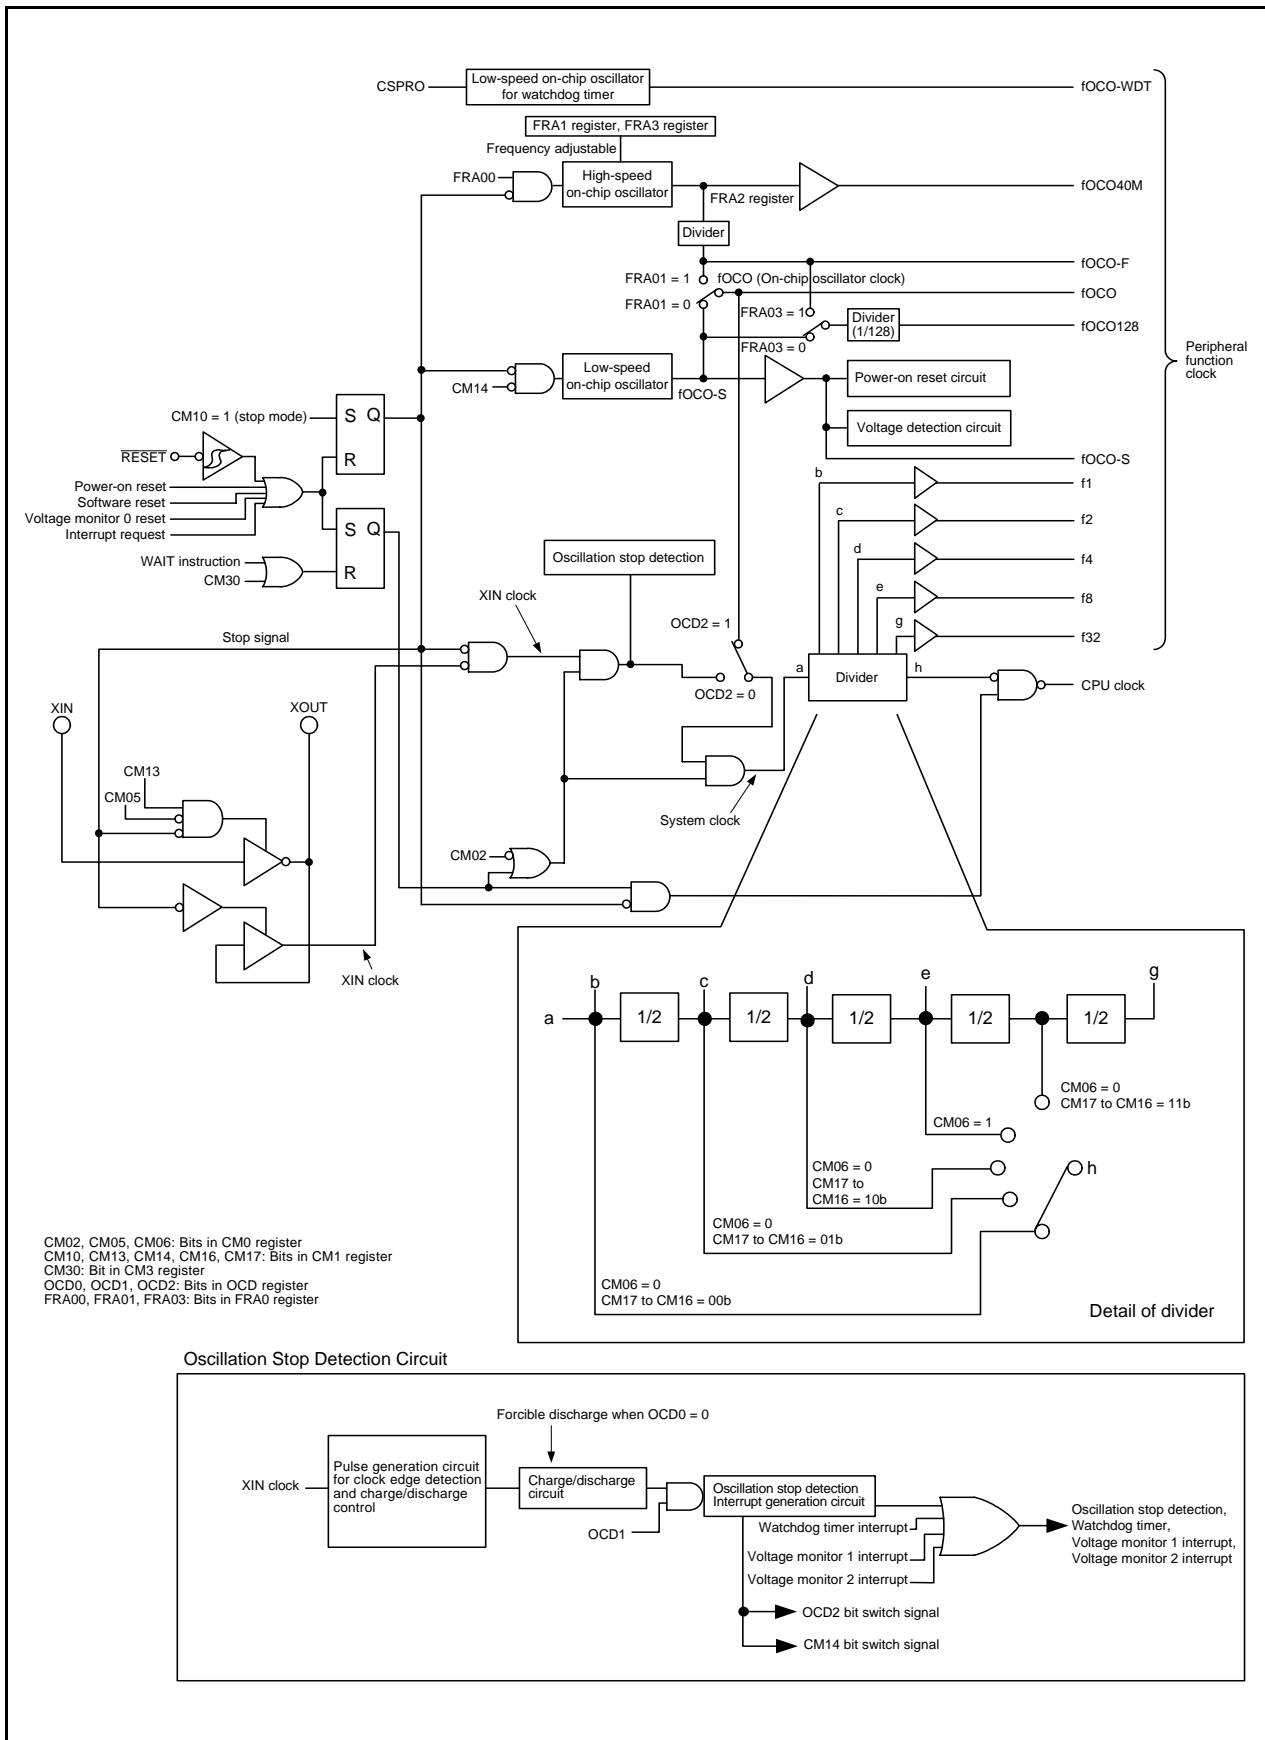 CSPRO
Low-speed on-chip oscillator
for watchdog timer
fOCO-WDT
FRA1 register, FRA3 register
Frequency adjustable
FRA00
High-speed
on-chip oscillator
FRA2 register
fOCO40M
Divider
fOCO-F
FRA01 = 1
fOCO (On-chip oscillator clock)
fOCO
FRA01 = 0
FRA03 = 1
Divider
(1/128)
fOCO128
FRA03 = 0
Peripheral
function
clock
Low-speed
on-chip oscillator
CM14
fOCO-S
Power-on reset circuit
Voltage detection circuit
fOCO-S
CM10 = 1 (stop mode)
S Q
R
RESET
Power-on reset
Software reset
Voltage monitor 0 reset
Interrupt request
S Q
R
WAIT instruction
CM30
b
f1
c
f2
d
f4
e
f8
g
f32
Oscillation stop detection
XIN clock
OCD2 = 1
OCD2 = 0
Stop signal
a
Divider
h
CPU clock
XIN
XOUT
CM13
CM05
System clock
CM02
XIN clock
a
b
c
d
e
g
1/2
1/2
1/2
1/2
1/2
CM06 = 0
CM17 to CM16 = 11b
CM06 = 1
CM06 = 0
CM17 to
CM16 = 10b
h
CM06 = 0
CM17 to CM16 = 01b
CM06 = 0
CM17 to CM16 = 00b
Detail of divider
CM02, CM05, CM06: Bits in CM0 register
CM10, CM13, CM14, CM16, CM17: Bits in CM1 register
CM30: Bit in CM3 register
OCD0, OCD1, OCD2: Bits in OCD register
FRA00, FRA01, FRA03: Bits in FRA0 register
Oscillation Stop Detection Circuit
Forcible discharge when OCD0 = 0
XIN clock
Pulse generation circuit
for clock edge detection
and charge/discharge
control
Charge/discharge
circuit
OCD1
Oscillation stop detection
Interrupt generation circuit
Watchdog timer interrupt
Voltage monitor 1 interrupt
Voltage monitor 2 interrupt
Oscillation stop detection,
Watchdog timer,
Voltage monitor 1 interrupt,
Voltage monitor 2 interrupt
OCD2 bit switch signal
CM14 bit switch signal